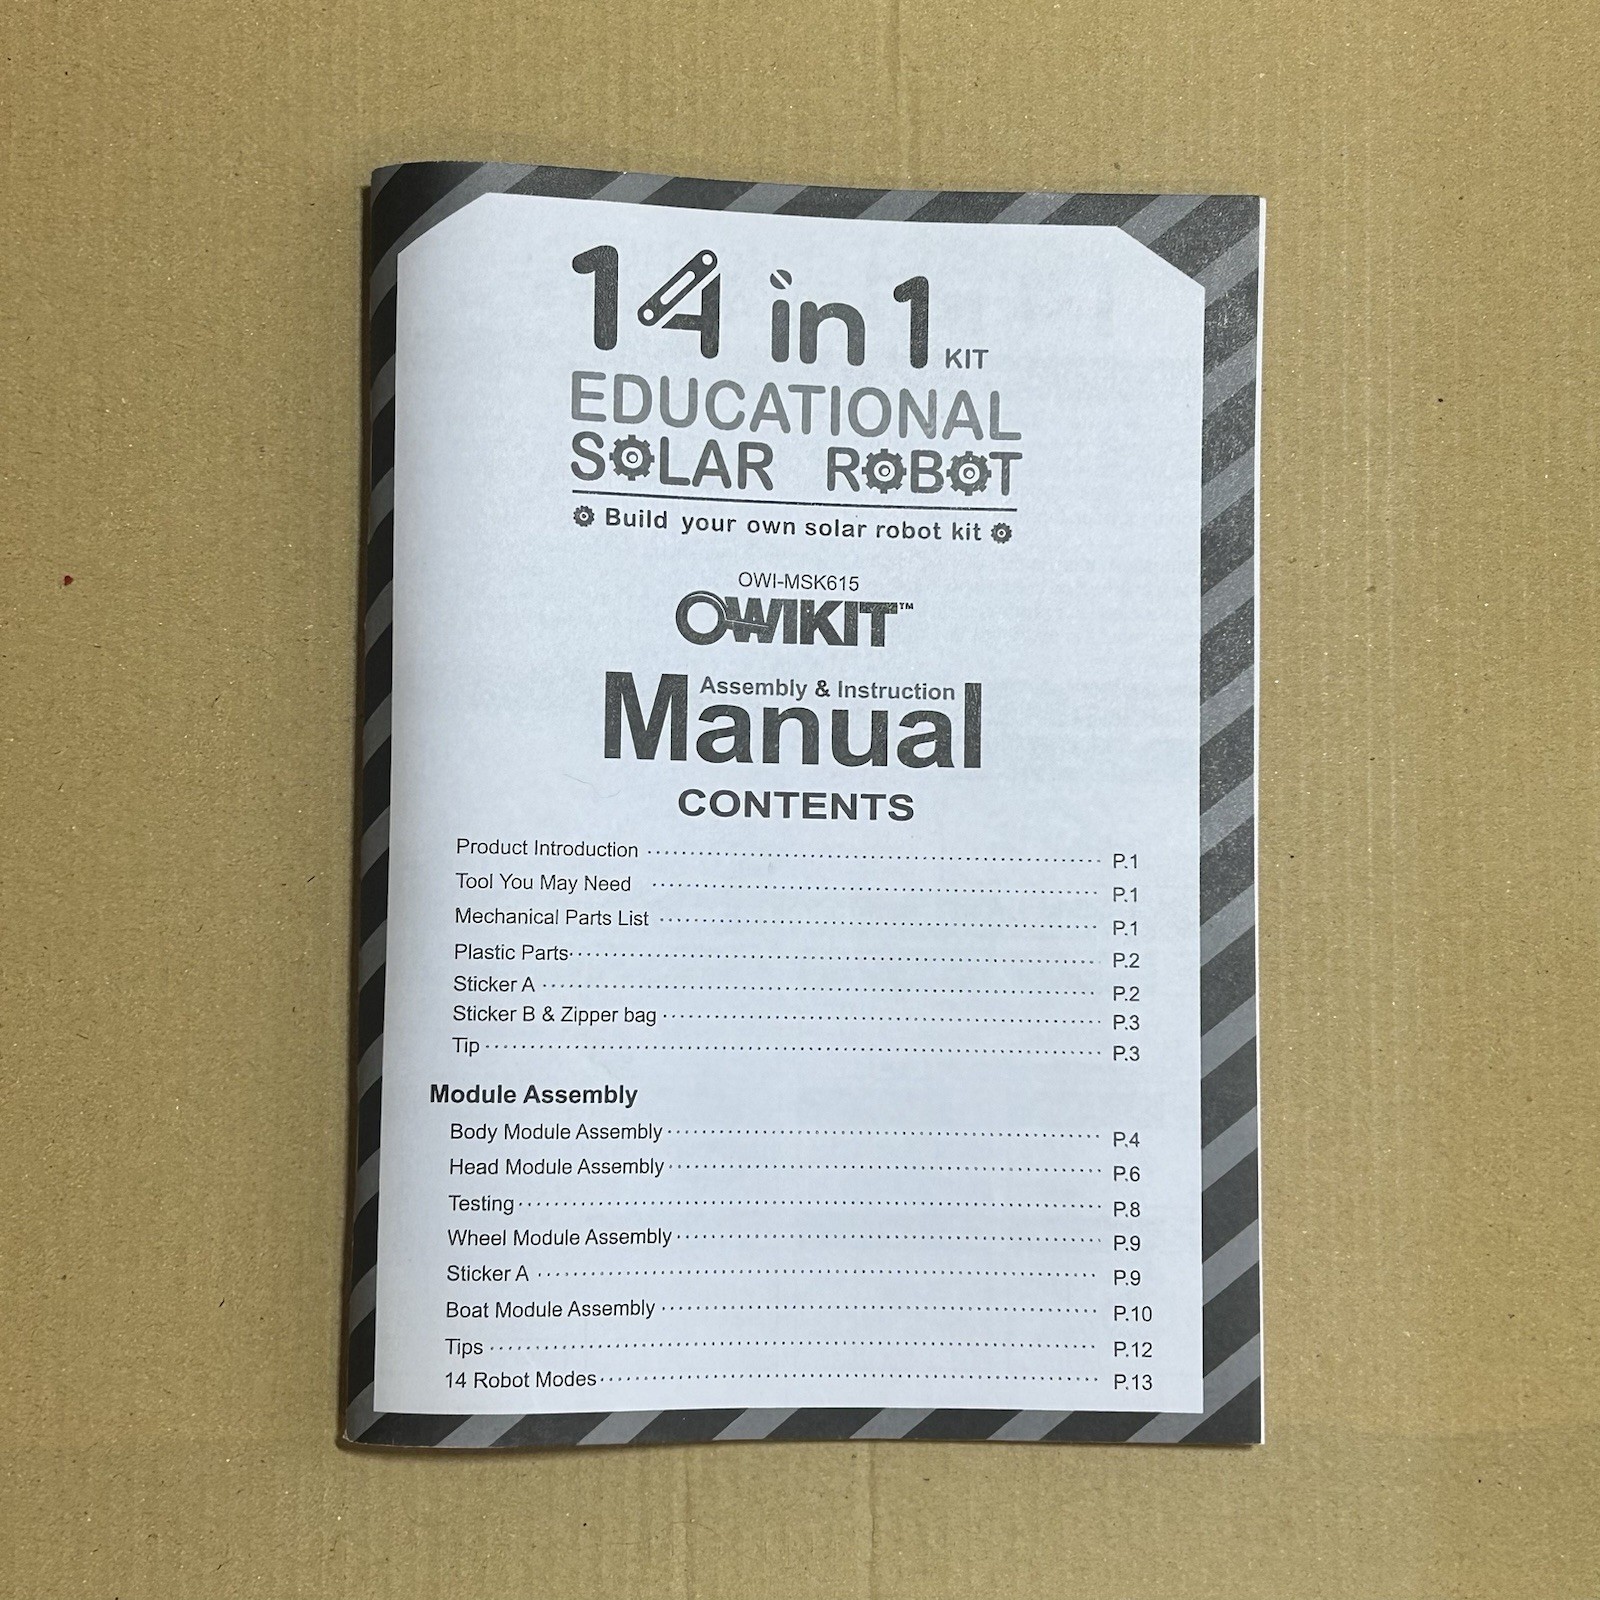 14 in 1 KIT
EDUCATIONAL
SOLAR ROBOT
Build your own solar robot kit
OWI-MSK615
OWIKIT™
Assembly & Instruction
Manual
CONTENTS
Product Introduction P.1
Tool You May Need P.1
Mechanical Parts List P.1
Plastic Parts P.2
Sticker A P.2
Sticker B & Zipper bag P.3
Tip P.3
Module Assembly
Body Module Assembly P.4
Head Module Assembly P.6
Testing P.8
Wheel Module Assembly P.9
Sticker A P.9
Boat Module Assembly P.10
Tips P.12
14 Robot Modes P.13